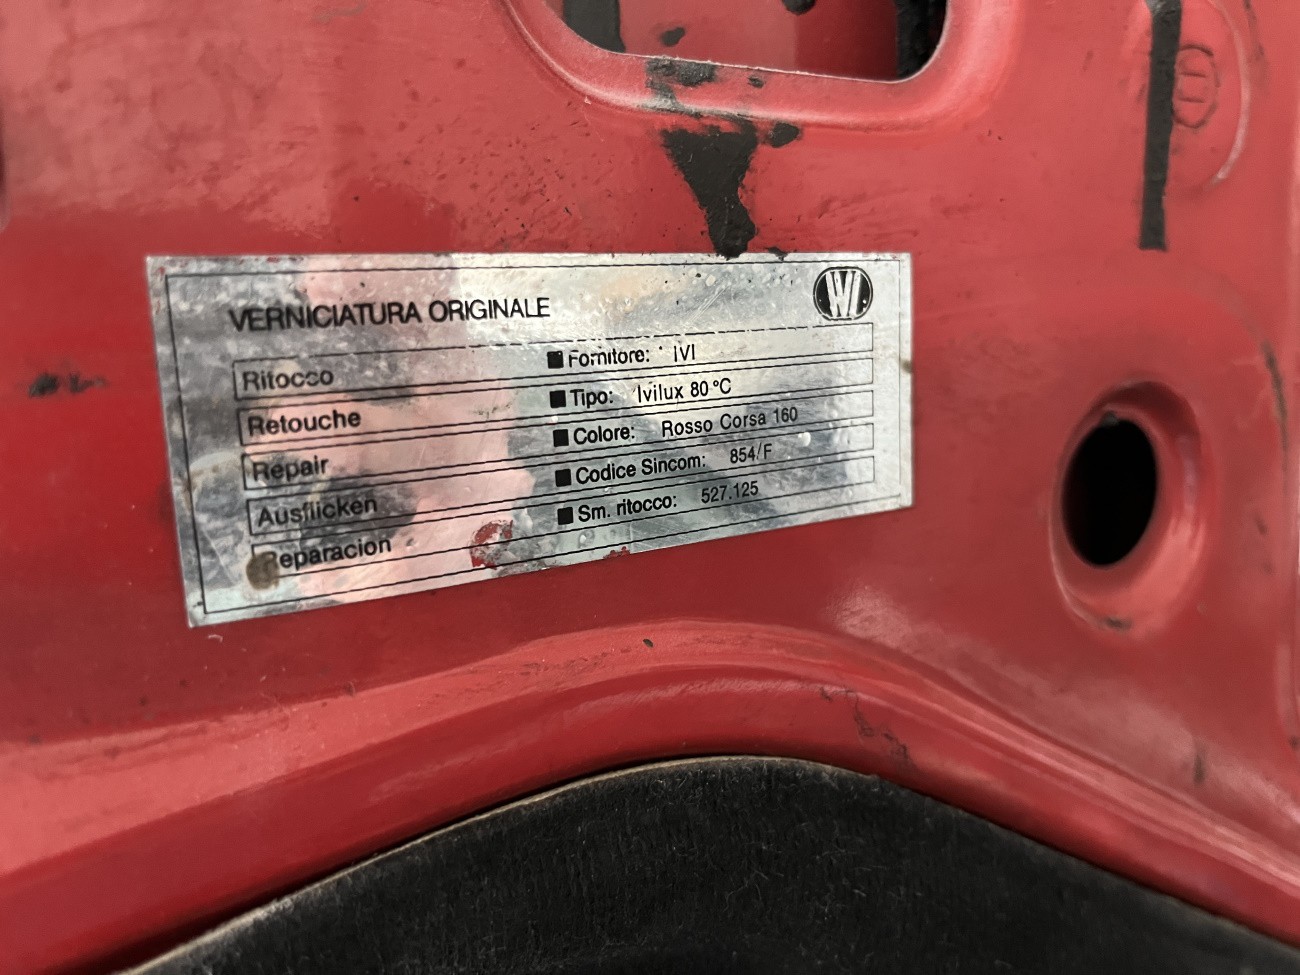 VERNICIATURA ORIGINALE
IVI
Ritocco
Retouche
Repair
Ausflicken
Reparacion
■ Fornitore: IVI
■ Tipo: Ivilux 80 °C
■ Colore: Rosso Corsa 160
■ Codice Sincom: 854/F
■ Sm. ritocco: 527.125